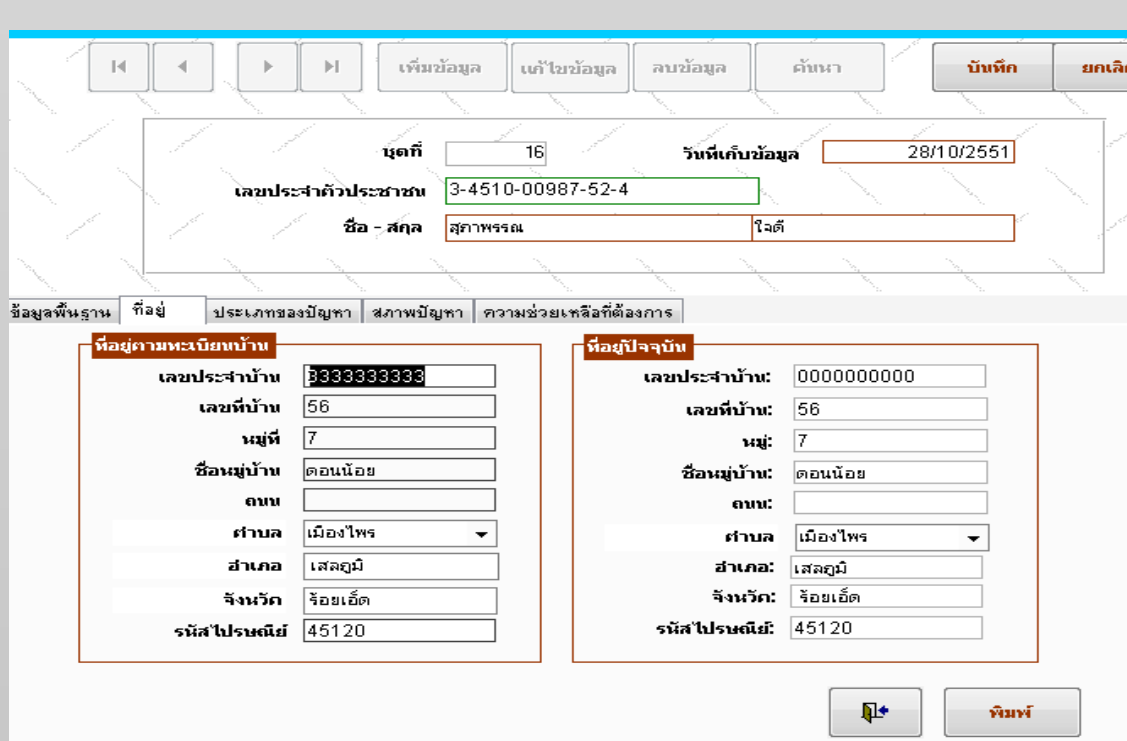 เพิ่มข้อมูล แก้ไขข้อมูล ลบข้อมูล ค้นหา บันทึก ยกเลิ
ชุดที่ 16 วันที่เก็บข้อมูล 28/10/2551
เลขประจำตัวประชาชน 3-4510-00987-52-4
ชื่อ - สกุล สุภาพรรณ ใจดี
ข้อมูลพื้นฐาน ที่อยู่ ประเภทของปัญหา สภาพปัญหา ความช่วยเหลือที่ต้องการ
ที่อยู่ตามทะเบียนบ้าน ที่อยู่ปัจจุบัน
เลขประจำบ้าน 3333333333 เลขประจำบ้าน: 0000000000
เลขที่บ้าน 56 เลขที่บ้าน: 56
หมู่ที่ 7 หมู่: 7
ชื่อหมู่บ้าน ดอนน้อย ชื่อหมู่บ้าน: ดอนน้อย
ถนน ถนน:
ตำบล เมืองไพร ตำบล เมืองไพร
อำเภอ เสลภูมิ อำเภอ: เสลภูมิ
จังหวัด ร้อยเอ็ด จังหวัด: ร้อยเอ็ด
รหัสไปรษณีย์ 45120 รหัสไปรษณีย์: 45120
พิมพ์